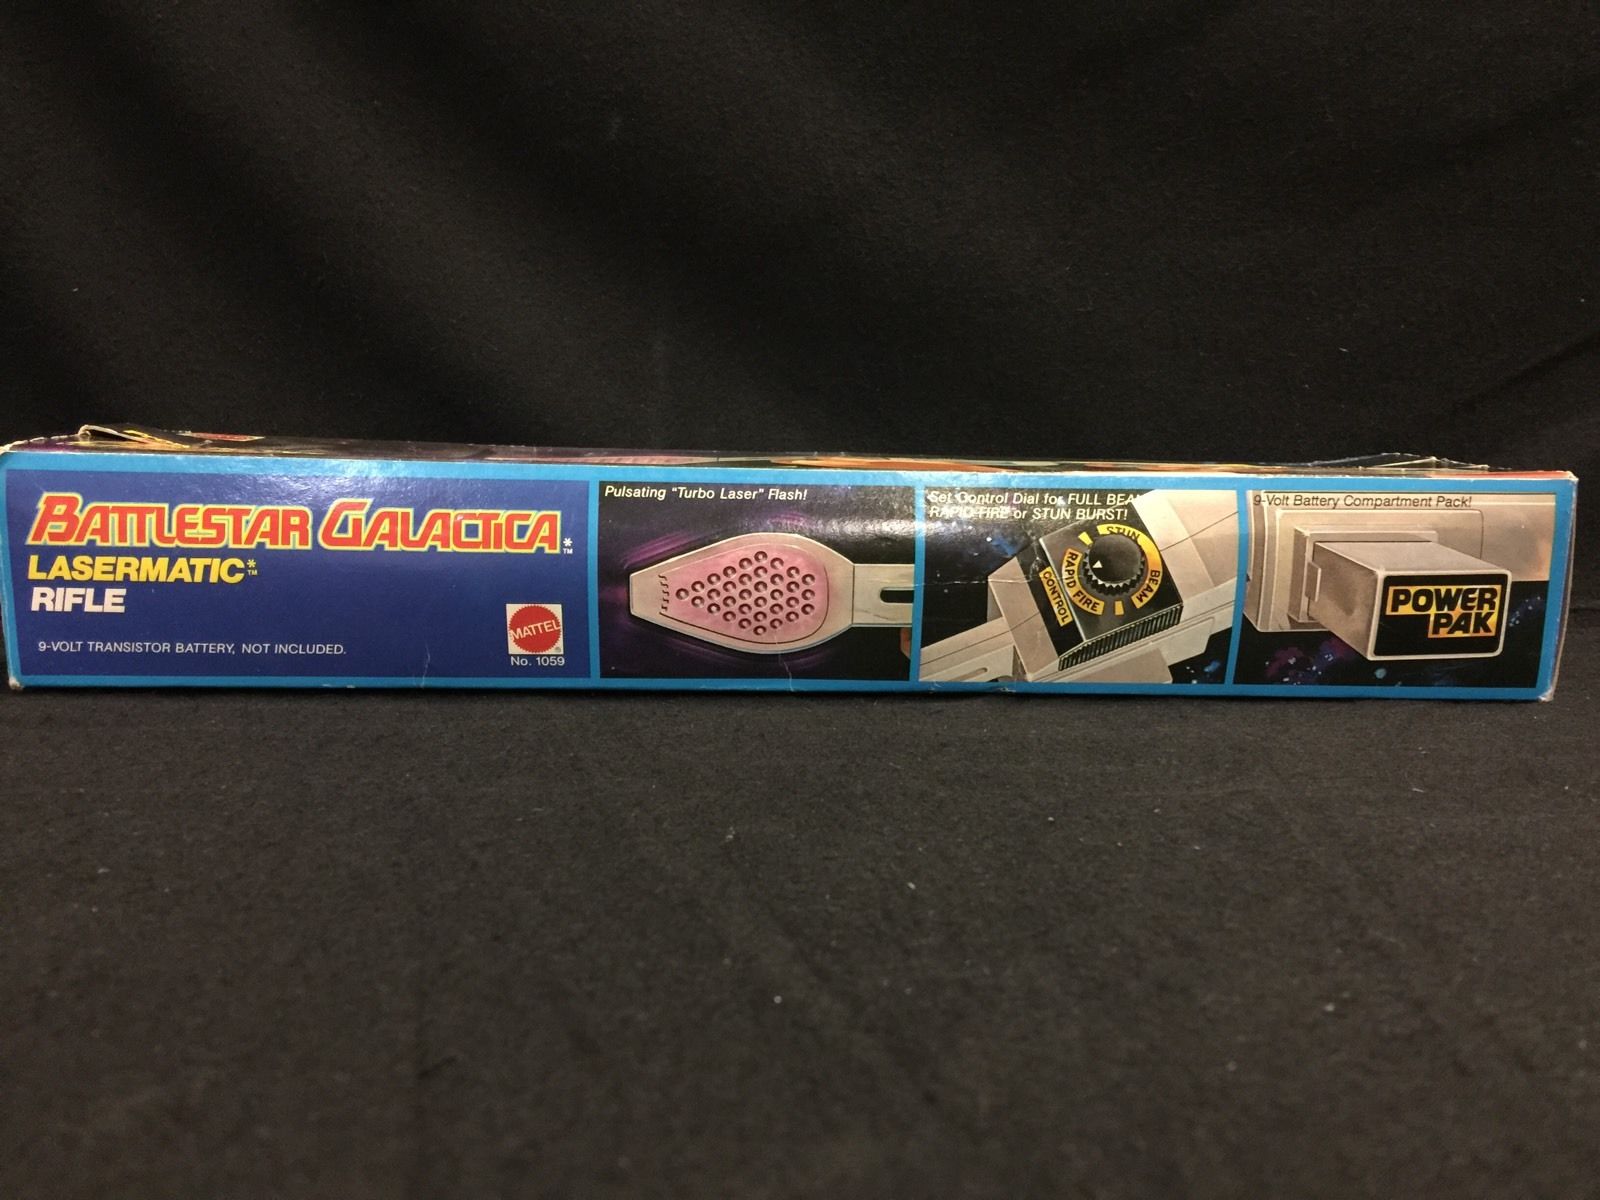 BATTLESTAR GALACTICA*™
LASERMATIC*™
RIFLE
9-VOLT TRANSISTOR BATTERY, NOT INCLUDED.
MATTEL®
No. 1059
Pulsating "Turbo Laser" Flash!
Set Control Dial for FULL BEAM
RAPID-FIRE or STUN BURST!
STUN
BEAM
RAPID FIRE
CONTROL
9-Volt Battery Compartment Pack!
POWER
PAK